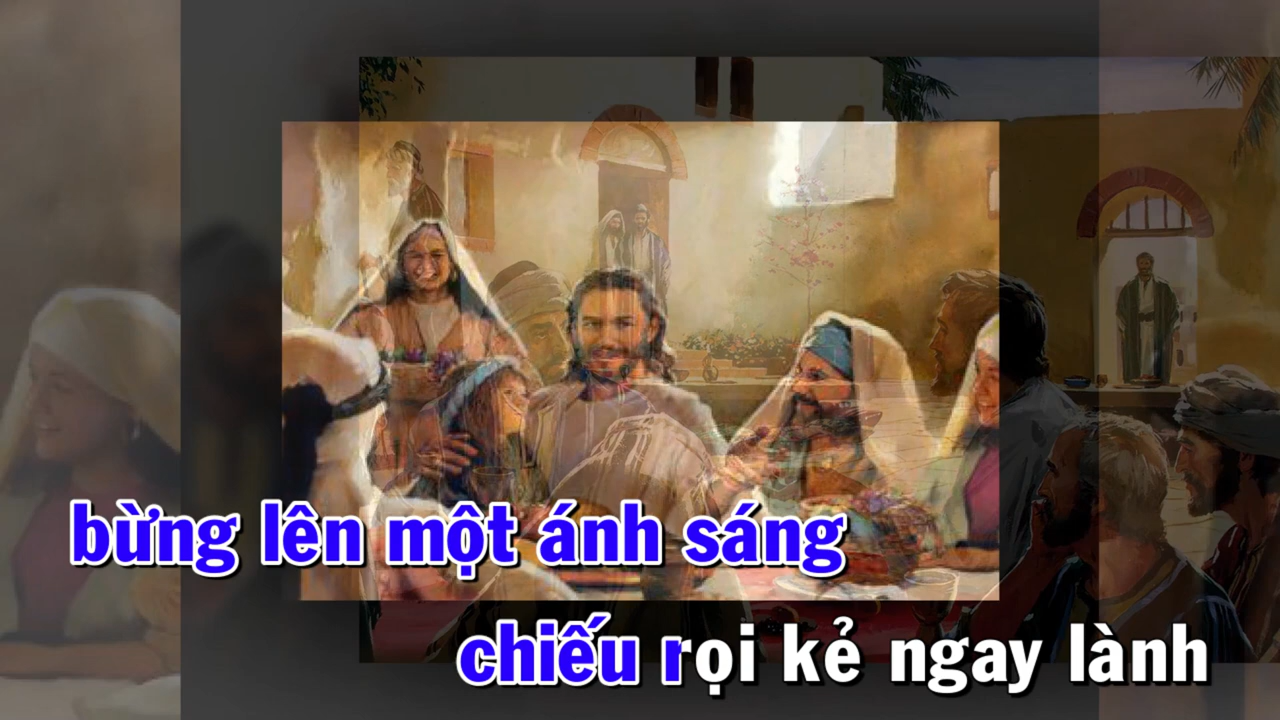 bừng lên một ánh sáng
chiếu rọi kẻ ngay lành